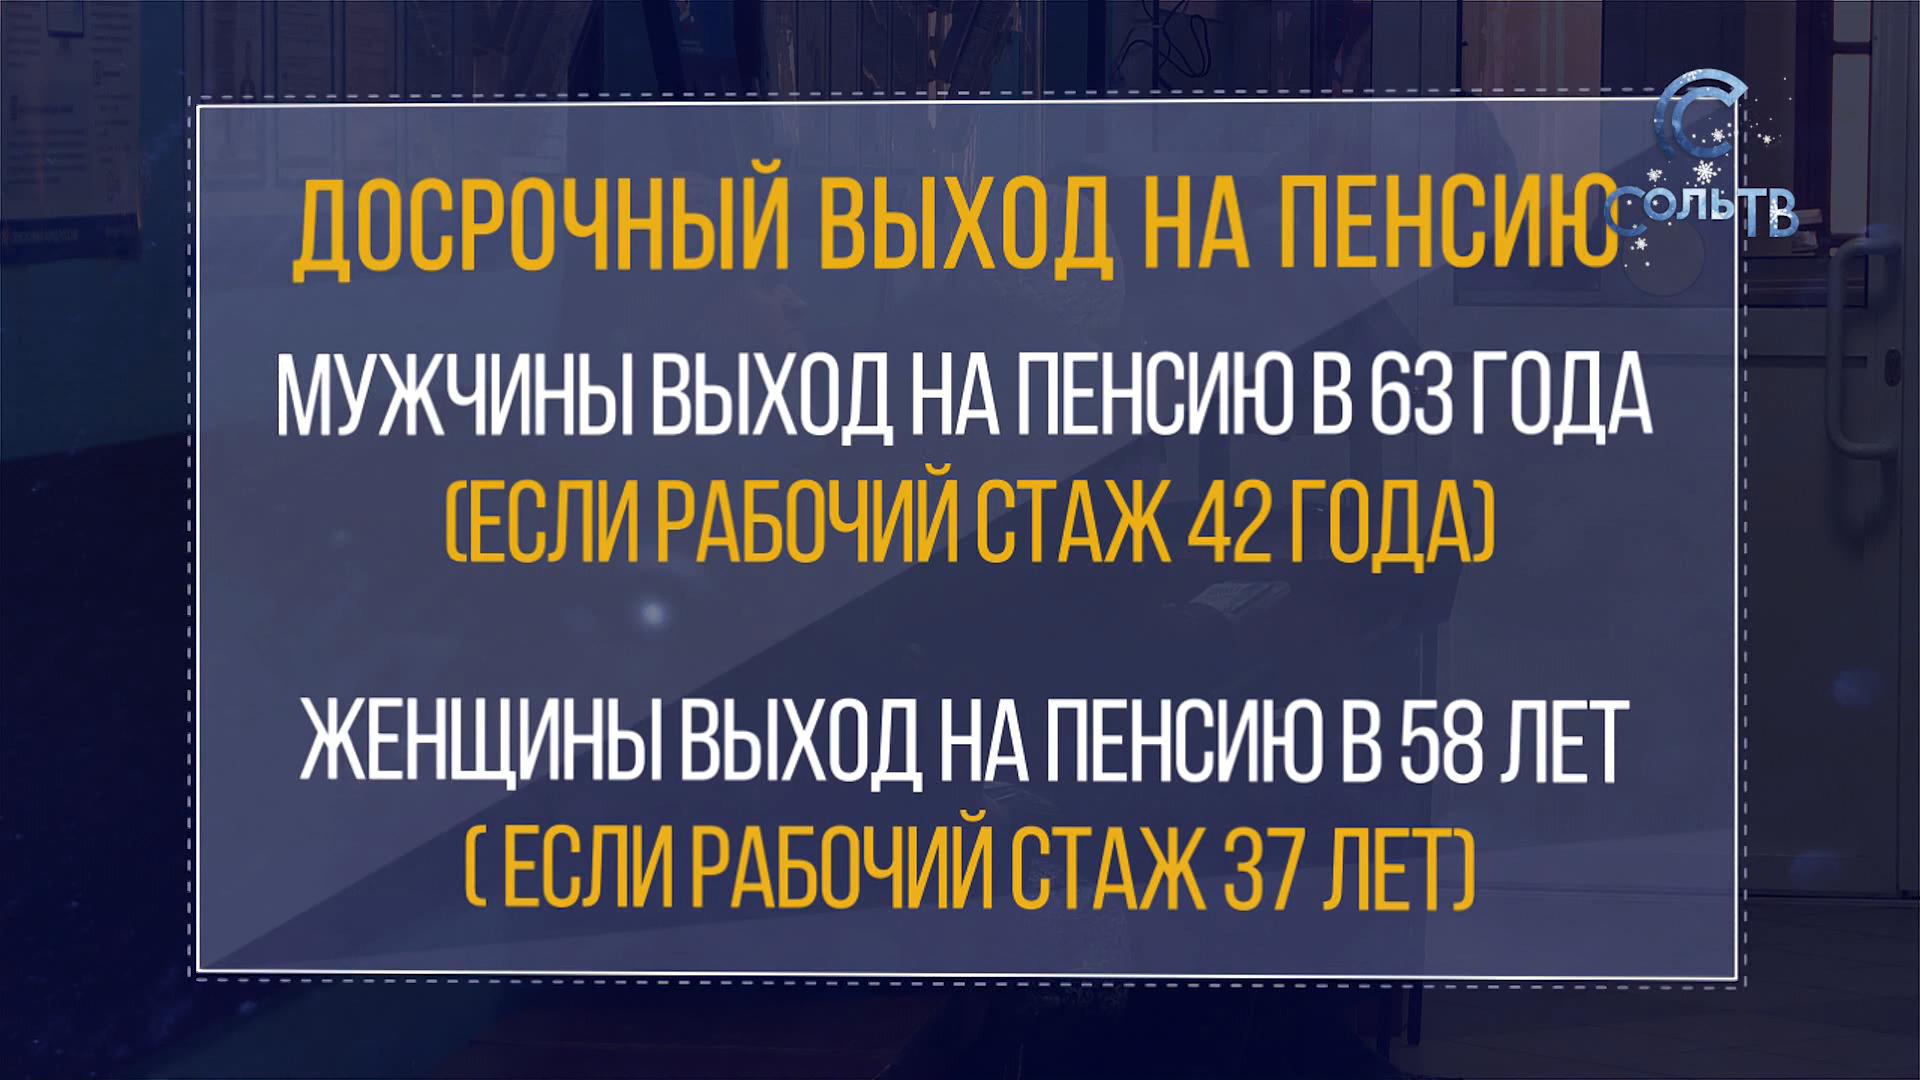 ДОСРОЧНЫЙ ВЫХОД НА ПЕНСИЮ
СОЛЬТВ
МУЖЧИНЫ ВЫХОД НА ПЕНСИЮ В 63 ГОДА
(ЕСЛИ РАБОЧИЙ СТАЖ 42 ГОДА)
ЖЕНЩИНЫ ВЫХОД НА ПЕНСИЮ В 58 ЛЕТ
( ЕСЛИ РАБОЧИЙ СТАЖ 37 ЛЕТ)